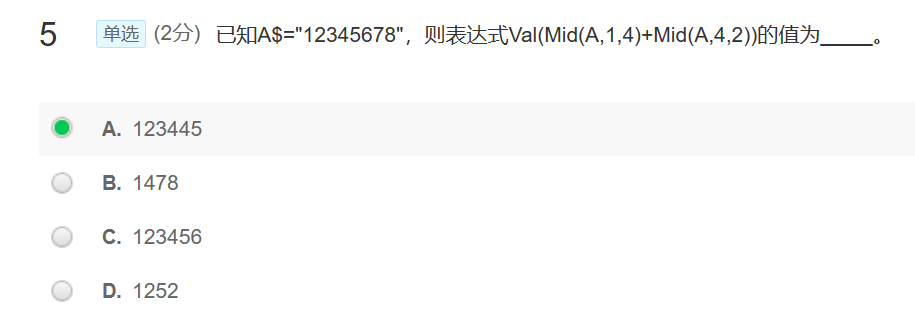 5 单选 (2分) 已知A$="12345678"，则表达式Val(Mid(A,1,4)+Mid(A,4,2))的值为_____。
A. 123445
B. 1478
C. 123456
D. 1252